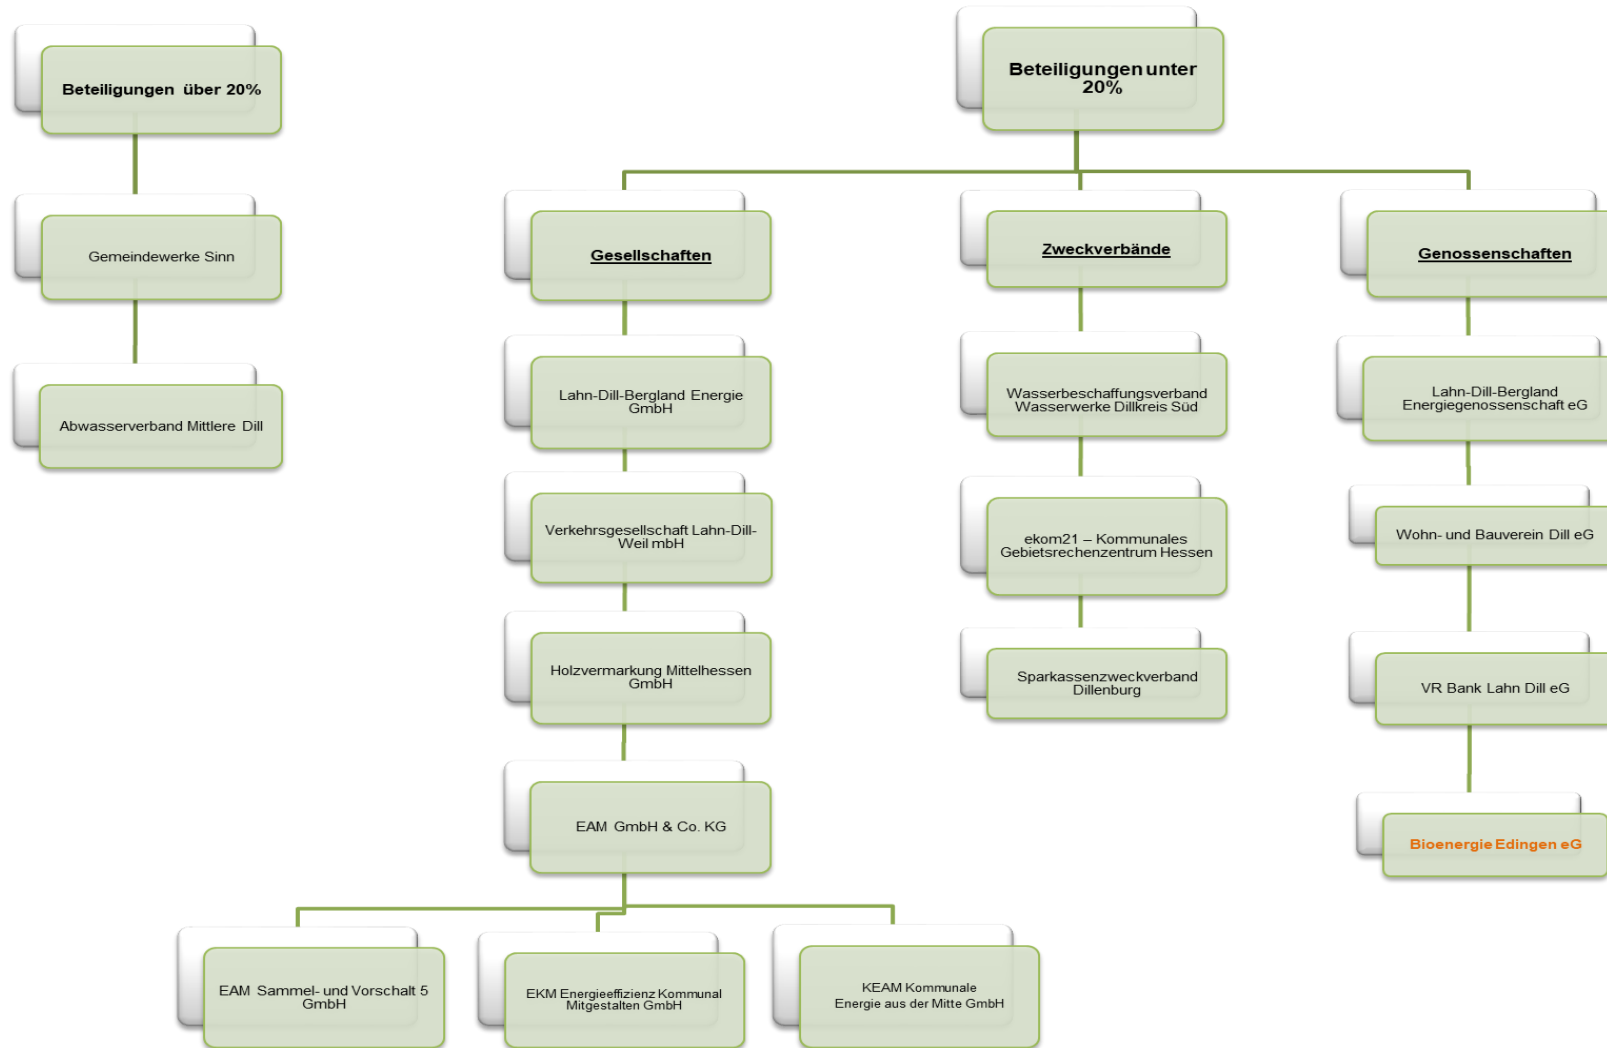 Beteiligungen über 20%
Gemeindewerke Sinn
Abwasserverband Mittlere Dill
Beteiligungen unter
20%
Gesellschaften
Lahn-Dill-Bergland Energie
GmbH
Verkehrsgesellschaft Lahn-Dill-
Weil mbH
Holzvermarkung Mittelhessen
GmbH
EAM GmbH & Co. KG
EAM Sammel- und Vorschalt 5
GmbH
EKM Energieeffizienz Kommunal
Mitgestalten GmbH
KEAM Kommunale
Energie aus der Mitte GmbH
Zweckverbände
Wasserbeschaffungsverband
Wasserwerke Dillkreis Süd
ekom21 – Kommunales
Gebietsrechenzentrum Hessen
Sparkassenzweckverband
Dillenburg
Genossenschaften
Lahn-Dill-Bergland
Energiegenossenschaft eG
Wohn- und Bauverein Dill eG
VR Bank Lahn Dill eG
Bioenergie Edingen eG